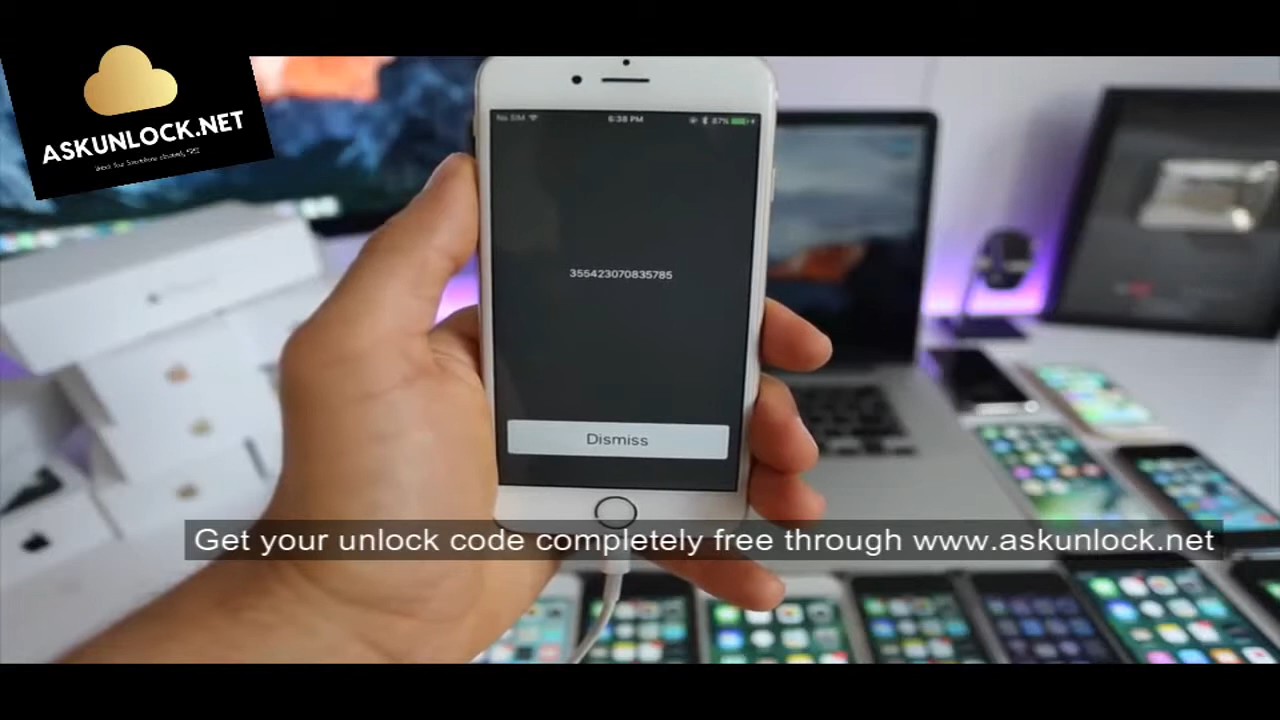 ASKUNLOCK.NET
No SIM 6:38 PM 87%
355423070835785
Dismiss
Get your unlock code completely free through www.askunlock.net